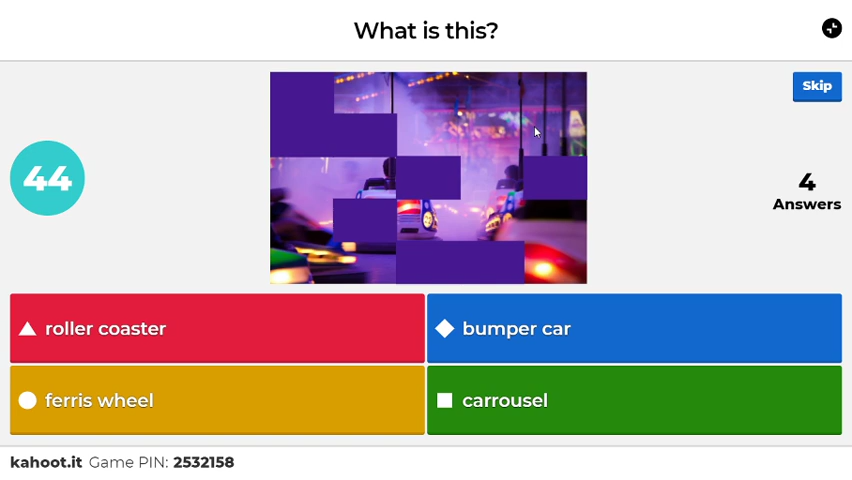 What is this?
Skip
44
4
Answers
roller coaster
bumper car
ferris wheel
carrousel
kahoot.it Game PIN: 2532158